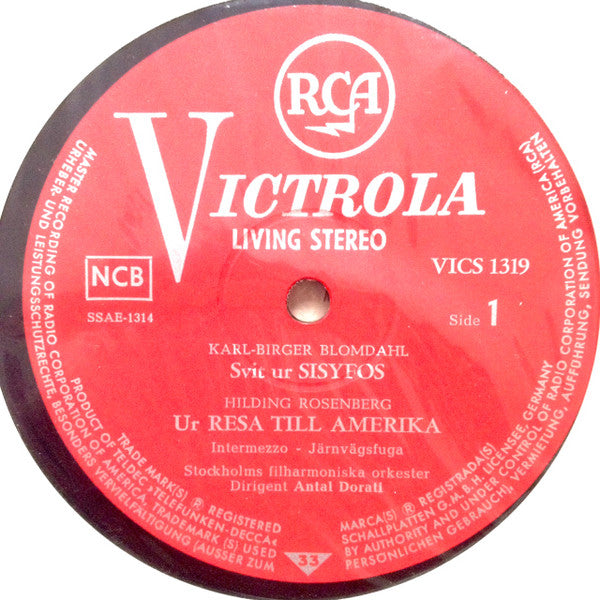 RCA
VICTROLA
LIVING STEREO
NCB
SSAE-1314
VICS 1319
Side 1
KARL-BIRGER BLOMDAHL
Svit ur SISYFOS
HILDING ROSENBERG
Ur RESA TILL AMERIKA
Intermezzo - Järnvägsfuga
Stockholms filharmoniska orkester
Dirigent Antal Dorati
33
MASTER RECORDING OF RADIO CORPORATION OF AMERICA. TRADE MARK(S) ® REGISTERED
URHEBER- UND LEISTUNGSSCHUTZRECHTE, BESONDERS
PRODUCT OF TELDEC »TELEFUNKEN-DECCA«
TRADEMARK (S) USED
VERVIELFÄLTIGUNG (AUSSER ZUM
MARCA(S) ® REGISTRADA(S) RADIO CORPORATION OF AMERICA (RCA)
SCHALLPLATTEN G.M.B.H LICENSEE, GERMANY
BY AUTHORITY AND UNDER CONTROL OF RADIO
PERSÖNLICHEN GEBRAUCH), VERMIETUNG, AUFFÜHRUNG, SENDUNG VORBEHALTEN